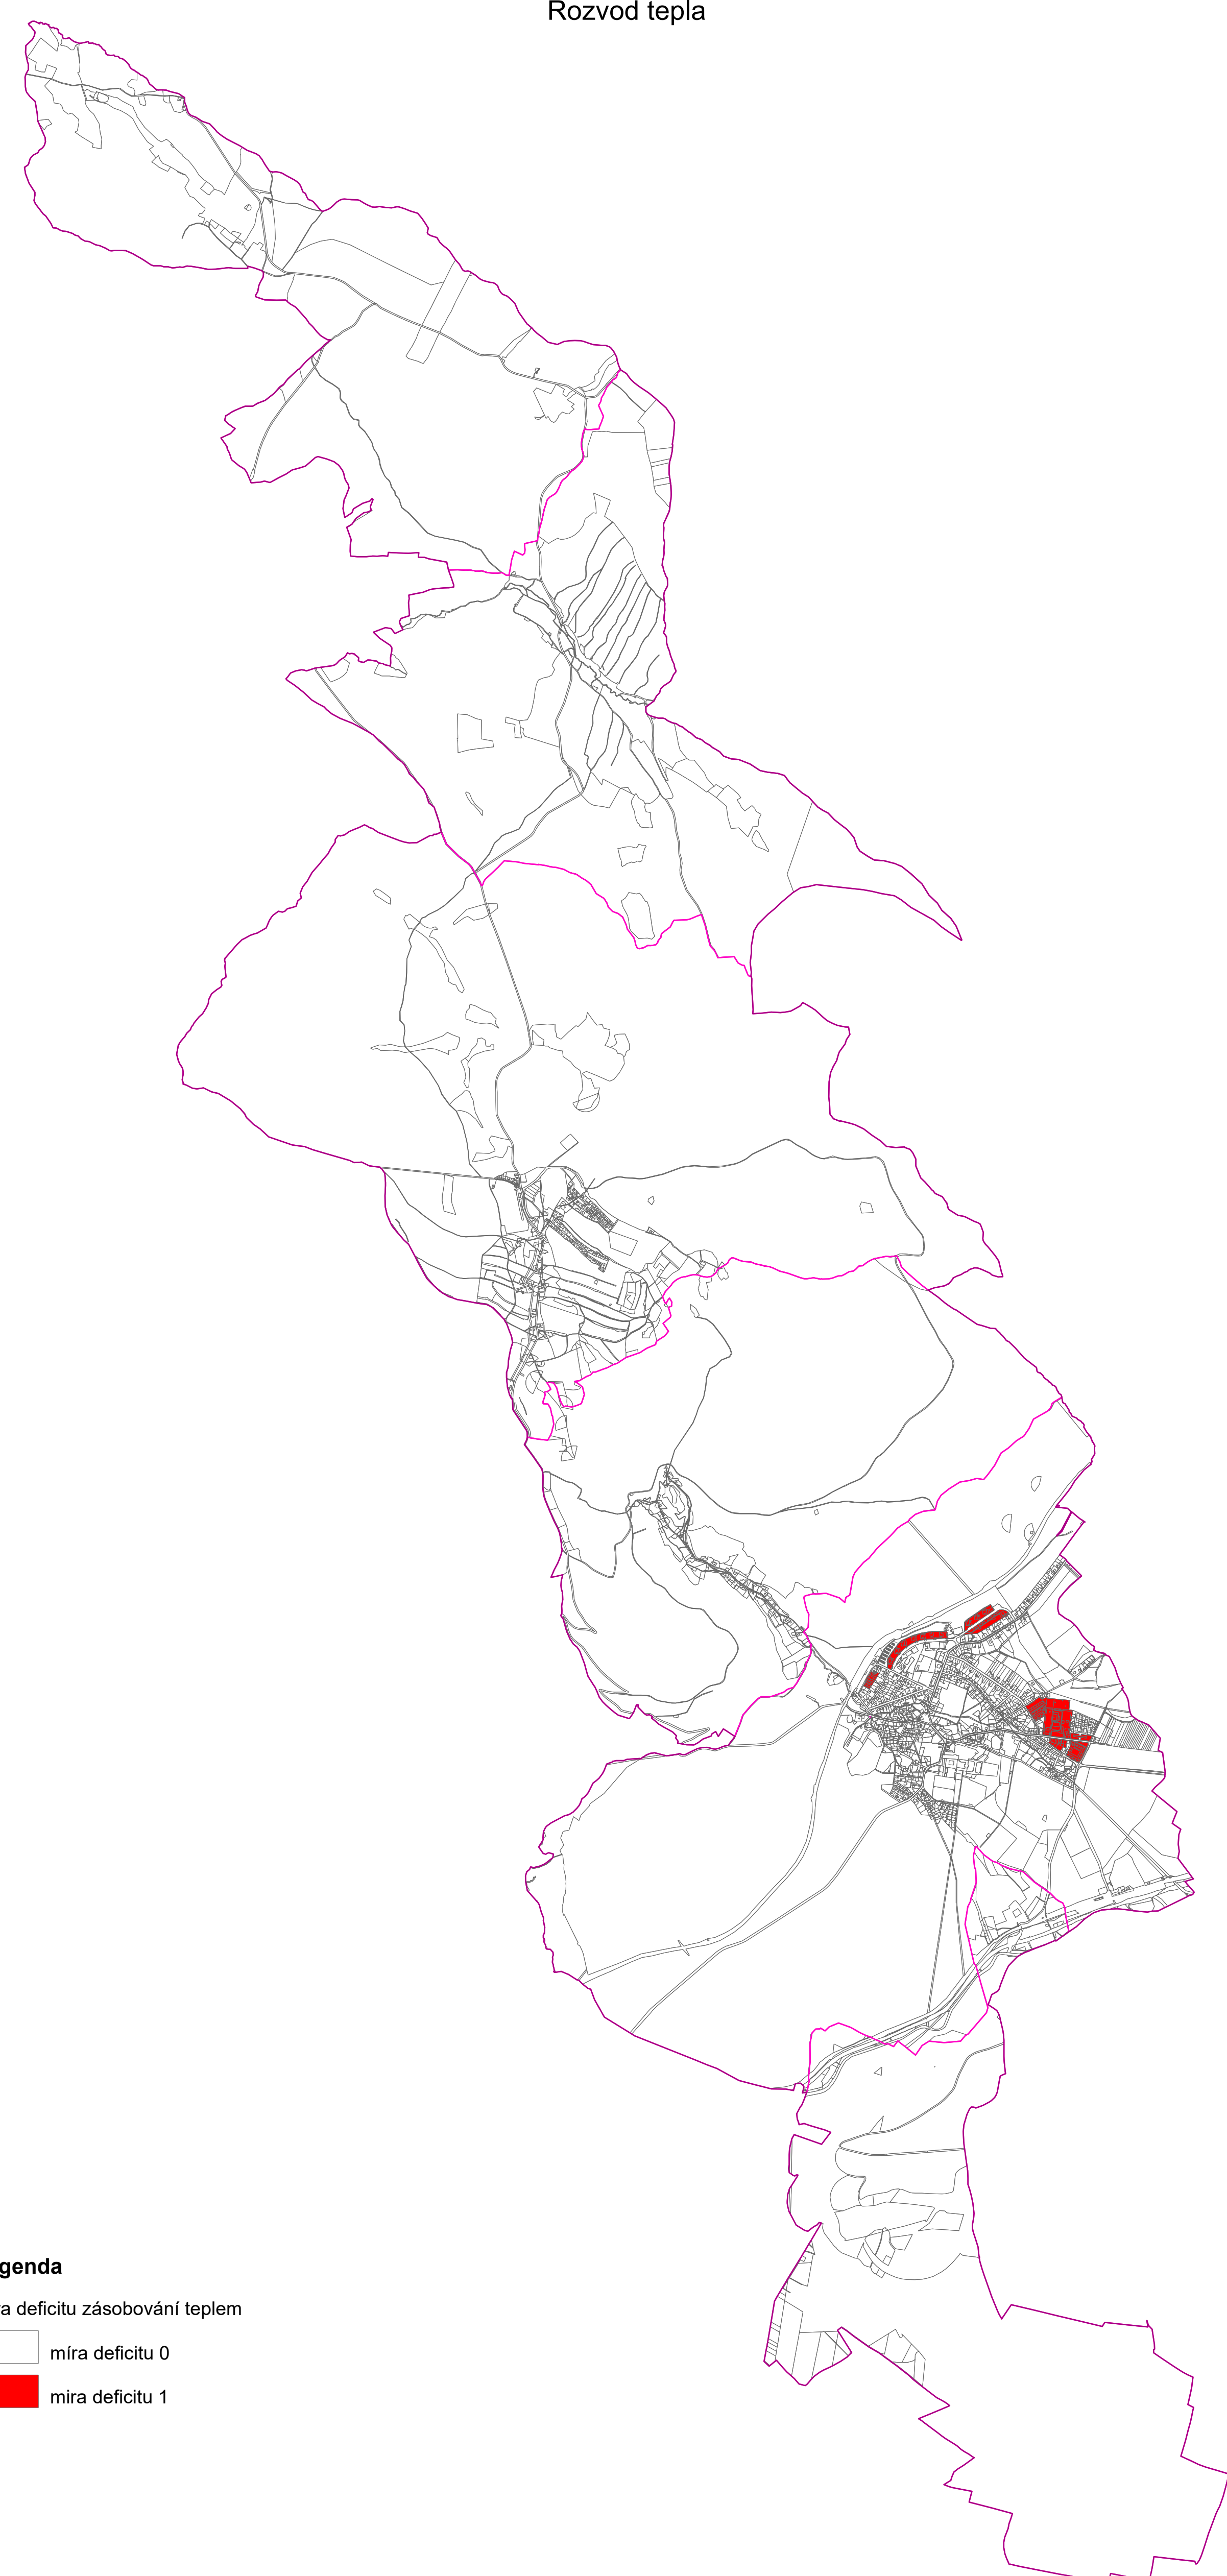 Rozvod tepla
genda
a deficitu zásobování teplem
míra deficitu 0
mira deficitu 1